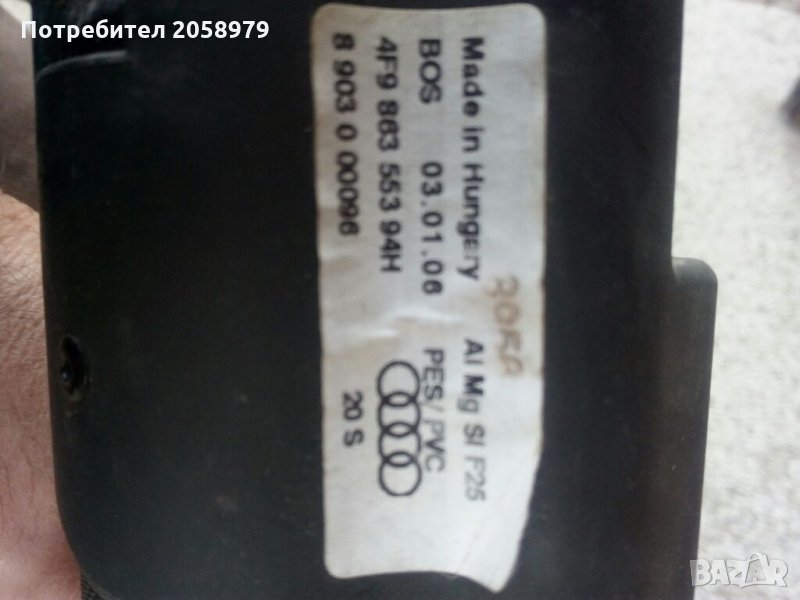 Потребител 2058979
Made in Hungary
Al Mg SI F25
BOS 03.01.06
PES/ PVC
4F9 863 553 94H
8 903 0 00096
20 S
BAZAR